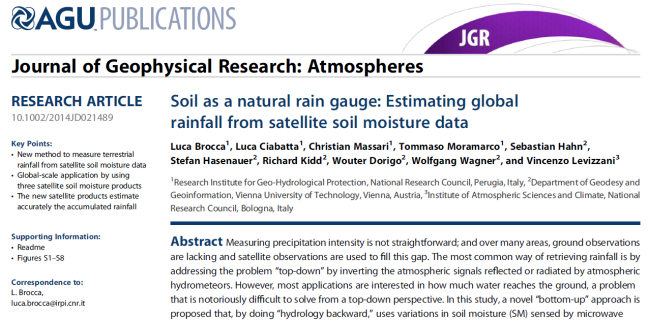 AGU PUBLICATIONS
JGR
Journal of Geophysical Research: Atmospheres
RESEARCH ARTICLE
10.1002/2014JD021489
Key Points:
• New method to measure terrestrial
rainfall from satellite soil moisture data
• Global-scale application by using
three satellite soil moisture products
• The new satellite products estimate
accurately the accumulated rainfall
Supporting Information:
• Readme
• Figures S1–S8
Correspondence to:
L. Brocca,
luca.brocca@irpi.cnr.it
Soil as a natural rain gauge: Estimating global
rainfall from satellite soil moisture data
Luca Brocca1, Luca Ciabatta1, Christian Massari1, Tommaso Moramarco1, Sebastian Hahn2,
Stefan Hasenauer2, Richard Kidd2, Wouter Dorigo2, Wolfgang Wagner2, and Vincenzo Levizzani3
1Research Institute for Geo-Hydrological Protection, National Research Council, Perugia, Italy, 2Department of Geodesy and
Geoinformation, Vienna University of Technology, Vienna, Austria, 3Institute of Atmospheric Sciences and Climate, National
Research Council, Bologna, Italy
Abstract Measuring precipitation intensity is not straightforward; and over many areas, ground observations
are lacking and satellite observations are used to fill this gap. The most common way of retrieving rainfall is by
addressing the problem “top-down” by inverting the atmospheric signals reflected or radiated by atmospheric
hydrometeors. However, most applications are interested in how much water reaches the ground, a problem
that is notoriously difficult to solve from a top-down perspective. In this study, a novel “bottom-up” approach is
proposed that, by doing “hydrology backward,” uses variations in soil moisture (SM) sensed by microwave